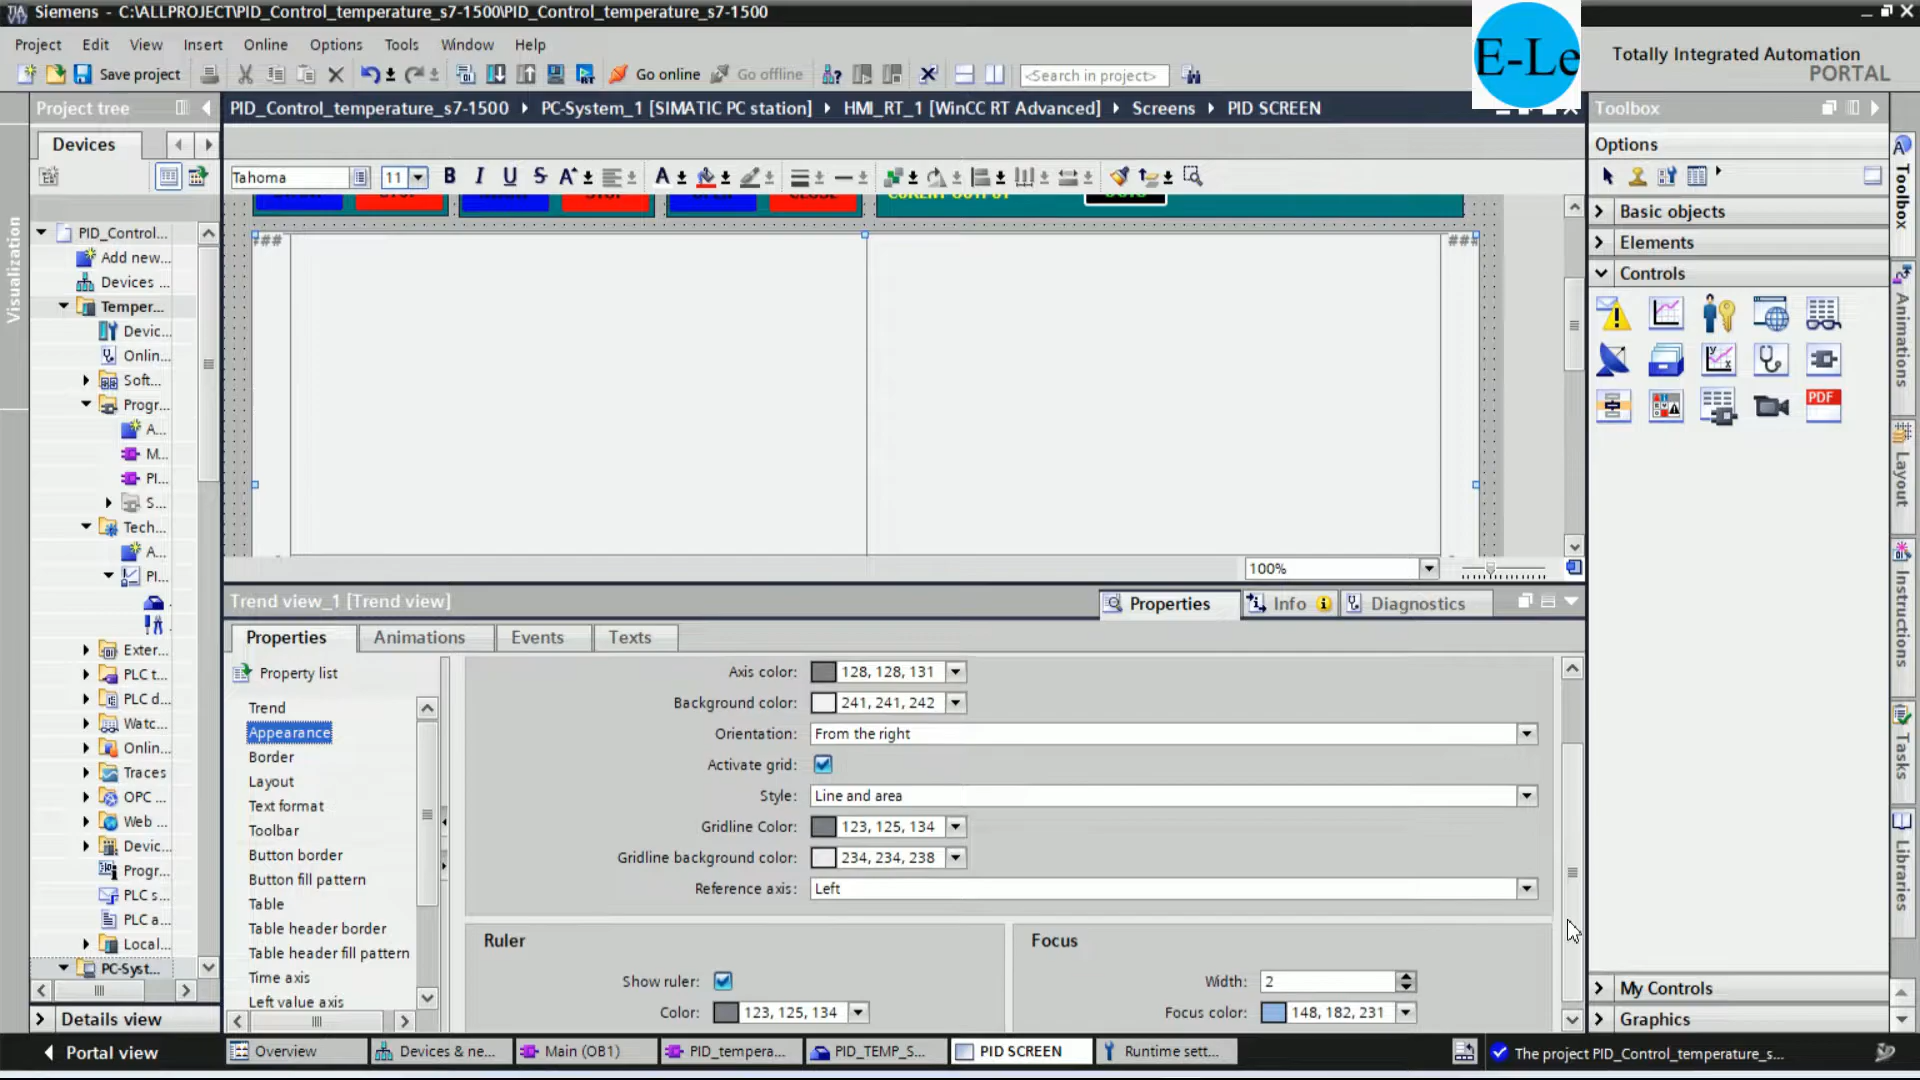 Siemens - C:\ALLPROJECT\PID_Control_temperature_s7-1500\PID_Control_temperature_s7-1500
Project Edit View Insert Online Options Tools Window Help
E-Le
Totally Integrated Automation
PORTAL
Save project
Go online
Go offline
<Search in project>
Project tree
PID_Control_temperature_s7-1500 PC-System_1 [SIMATIC PC station] HMI_RT_1 [WinCC RT Advanced] Screens PID SCREEN
Toolbox
Devices
Options
Tahoma
11
B I U S A A
Visualization
PID_Control...
Add new...
Devices ...
Temper...
Devic...
Onlin...
Soft...
Progr...
A...
M...
PI...
S...
Tech...
A...
PI...
Exter...
PLC t...
PLC d...
Watc...
Onlin...
Traces
OPC ...
Web ...
Devic...
Progr...
PLC s...
PLC a...
Local...
PC-Syst...
Details view
STOP
STOP
OPEN
CLOSE
CURENT OUTPUT
###
###
100%
Basic objects
Elements
Controls
PDF
My Controls
Graphics
Toolbox
Animations
Layout
Instructions
Tasks
Libraries
Trend view_1 [Trend view]
Properties
Info
Diagnostics
Properties Animations Events Texts
Property list
Trend
Appearance
Border
Layout
Text format
Toolbar
Button border
Button fill pattern
Table
Table header border
Table header fill pattern
Time axis
Left value axis
Axis color: 128, 128, 131
Background color: 241, 241, 242
Orientation: From the right
Activate grid:
Style: Line and area
Gridline Color: 123, 125, 134
Gridline background color: 234, 234, 238
Reference axis: Left
Ruler
Show ruler:
Color: 123, 125, 134
Focus
Width: 2
Focus color: 148, 182, 231
Portal view
Overview
Devices & ne...
Main (OB1)
PID_tempera...
PID_TEMP_S...
PID SCREEN
Runtime sett...
The project PID_Control_temperature_s...